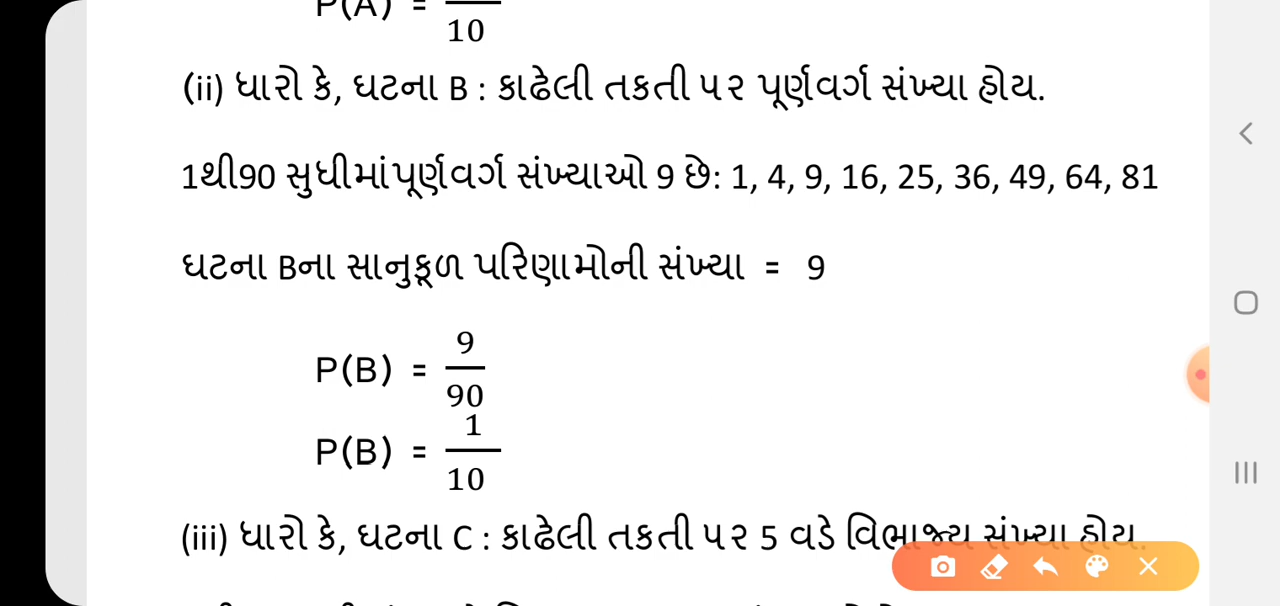 P(A) = 10
(ii) ધારો કે, ઘટના B : કાઢેલી તકતી પર પૂર્ણવર્ગ સંખ્યા હોય.
1થી90 સુધીમાંપૂર્ણવર્ગ સંખ્યાઓ 9 છે: 1, 4, 9, 16, 25, 36, 49, 64, 81
ઘટના Bના સાનુકૂળ પરિણામોની સંખ્યા = 9
P(B) = 9/90
P(B) = 1/10
(iii) ધારો કે, ઘટના C : કાઢેલી તકતી પર 5 વડે વિભાજ્ય સંખ્યા હોય.